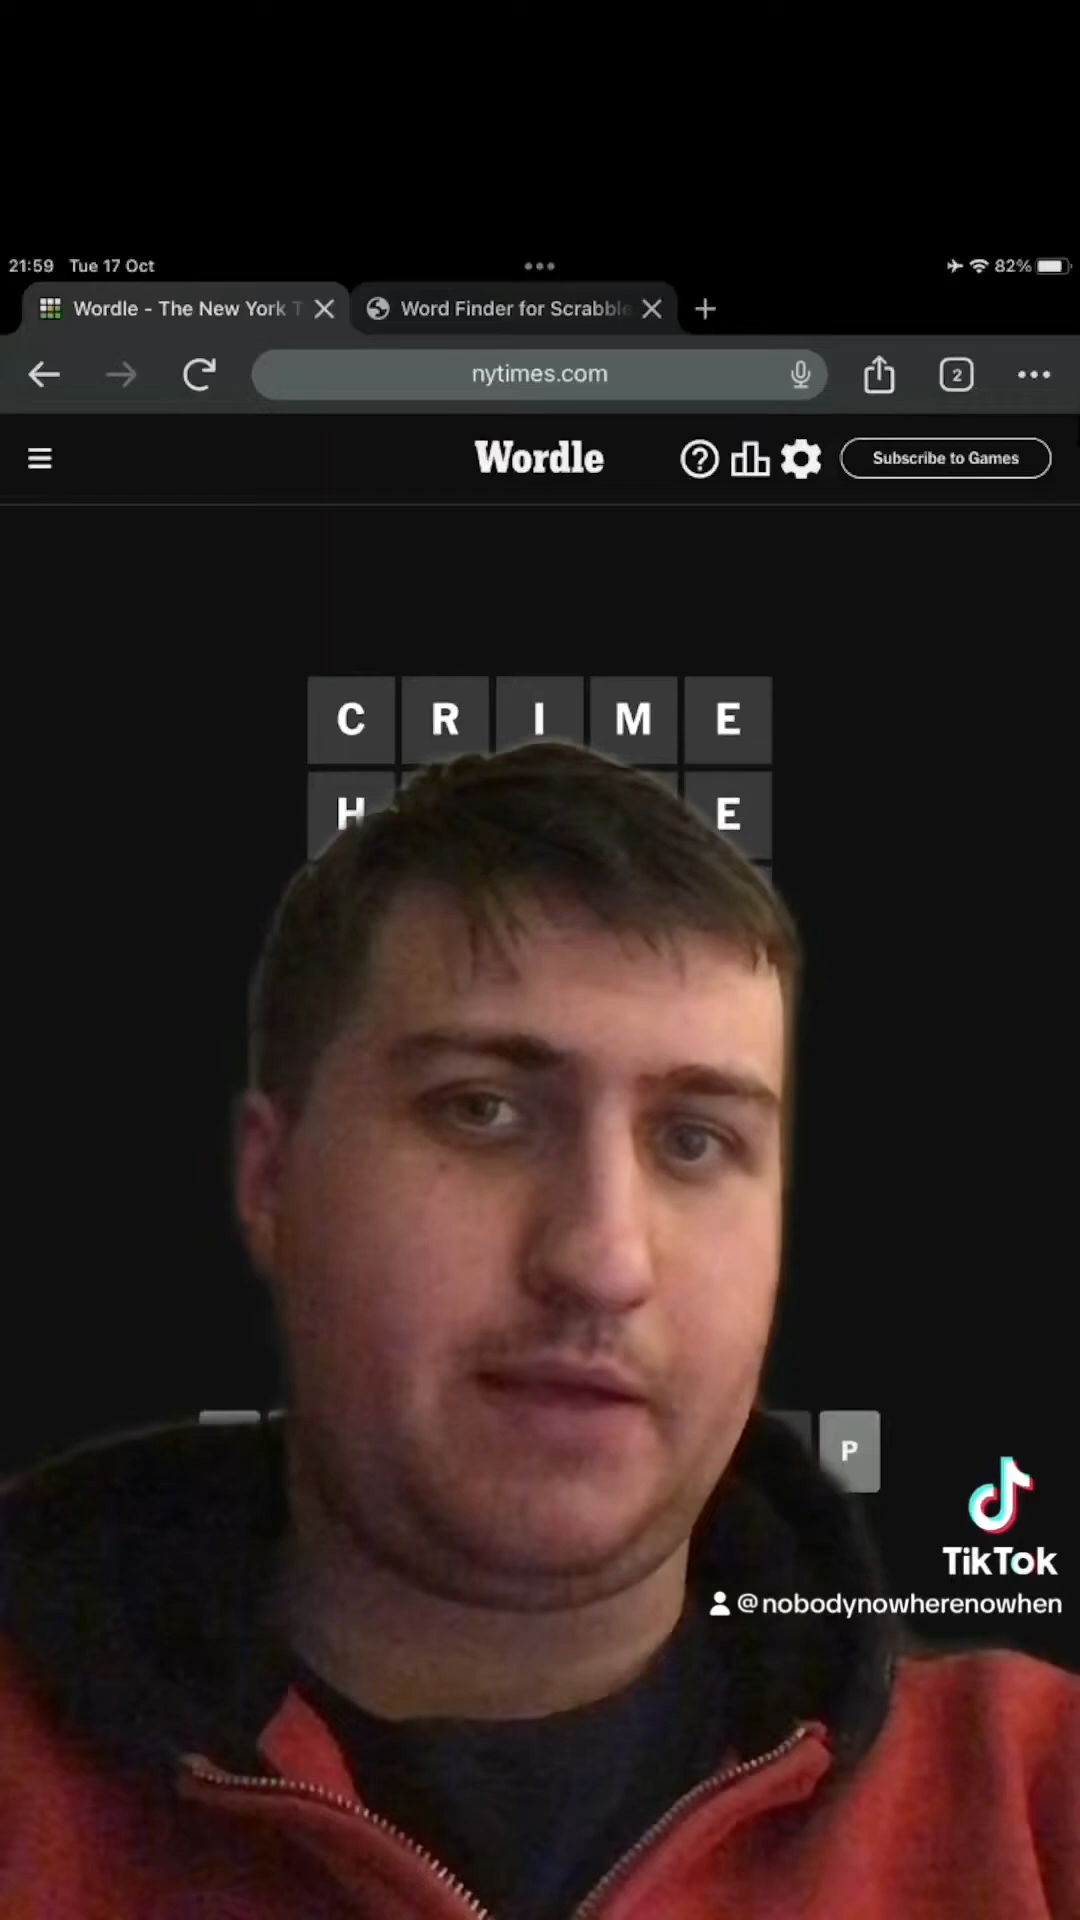 21:59 Tue 17 Oct
82%
Wordle - The New York T
Word Finder for Scrabble
nytimes.com
2
Wordle
Subscribe to Games
C R I M E
H E
P
TikTok
@nobodynowherenowhen